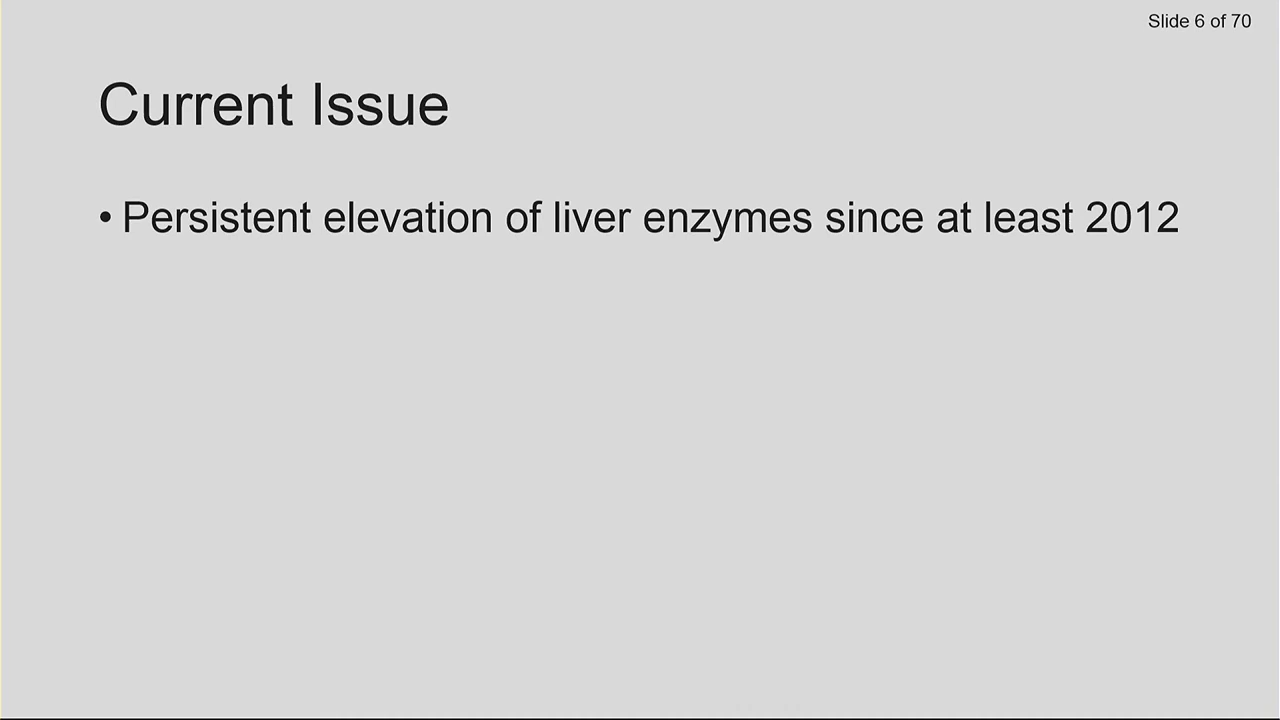 Slide 6 of 70
Current Issue
• Persistent elevation of liver enzymes since at least 2012